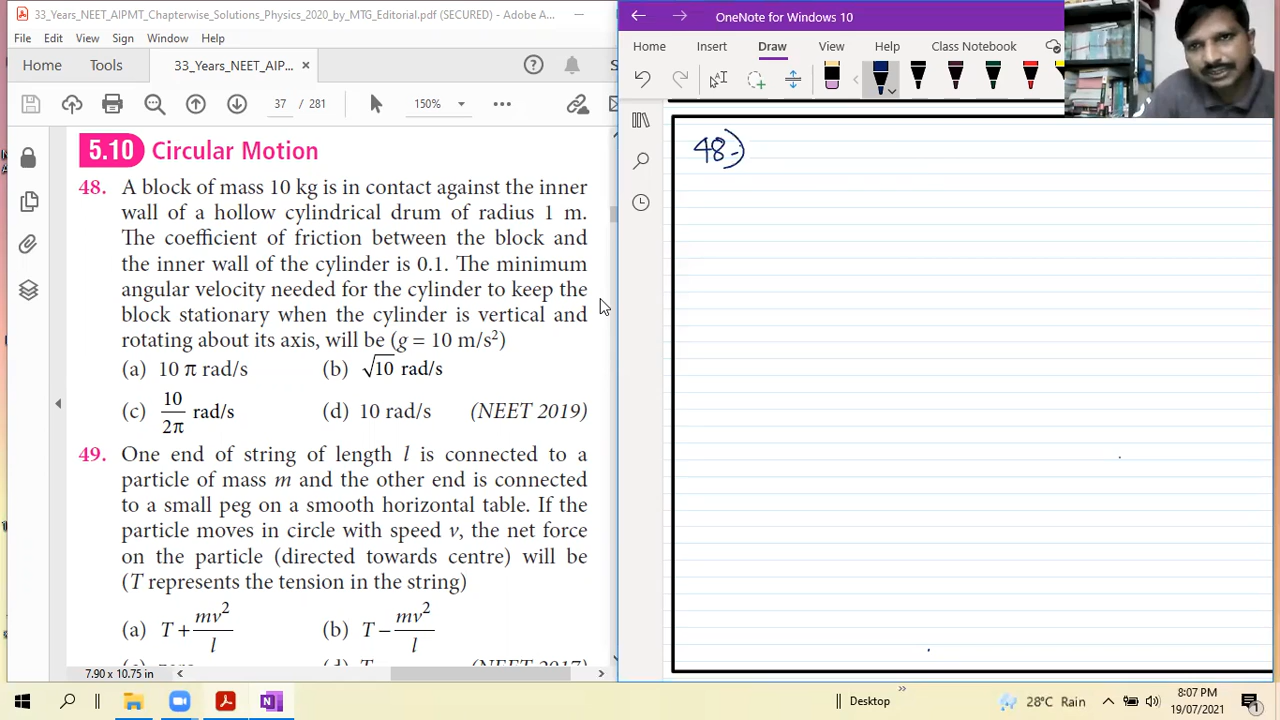 33_Years_NEET_AIPMT_Chapterwise_Solutions_Physics_2020_by_MTG_Editorial.pdf (SECURED) - Adobe A...
File Edit View Sign Window Help
Home Tools 33_Years_NEET_AIP... ×
37 / 281 150%
5.10 Circular Motion
48. A block of mass 10 kg is in contact against the inner
wall of a hollow cylindrical drum of radius 1 m.
The coefficient of friction between the block and
the inner wall of the cylinder is 0.1. The minimum
angular velocity needed for the cylinder to keep the
block stationary when the cylinder is vertical and
rotating about its axis, will be (g = 10 m/s²)
(a) 10 π rad/s (b) √10 rad/s
(c) 10/2π rad/s (d) 10 rad/s (NEET 2019)
49. One end of string of length l is connected to a
particle of mass m and the other end is connected
to a small peg on a smooth horizontal table. If the
particle moves in circle with speed v, the net force
on the particle (directed towards centre) will be
(T represents the tension in the string)
(a) T + mv²/l (b) T − mv²/l
7.90 x 10.75 in
OneNote for Windows 10
Home Insert Draw View Help Class Notebook
48.)
Desktop
28°C Rain
8:07 PM
19/07/2021